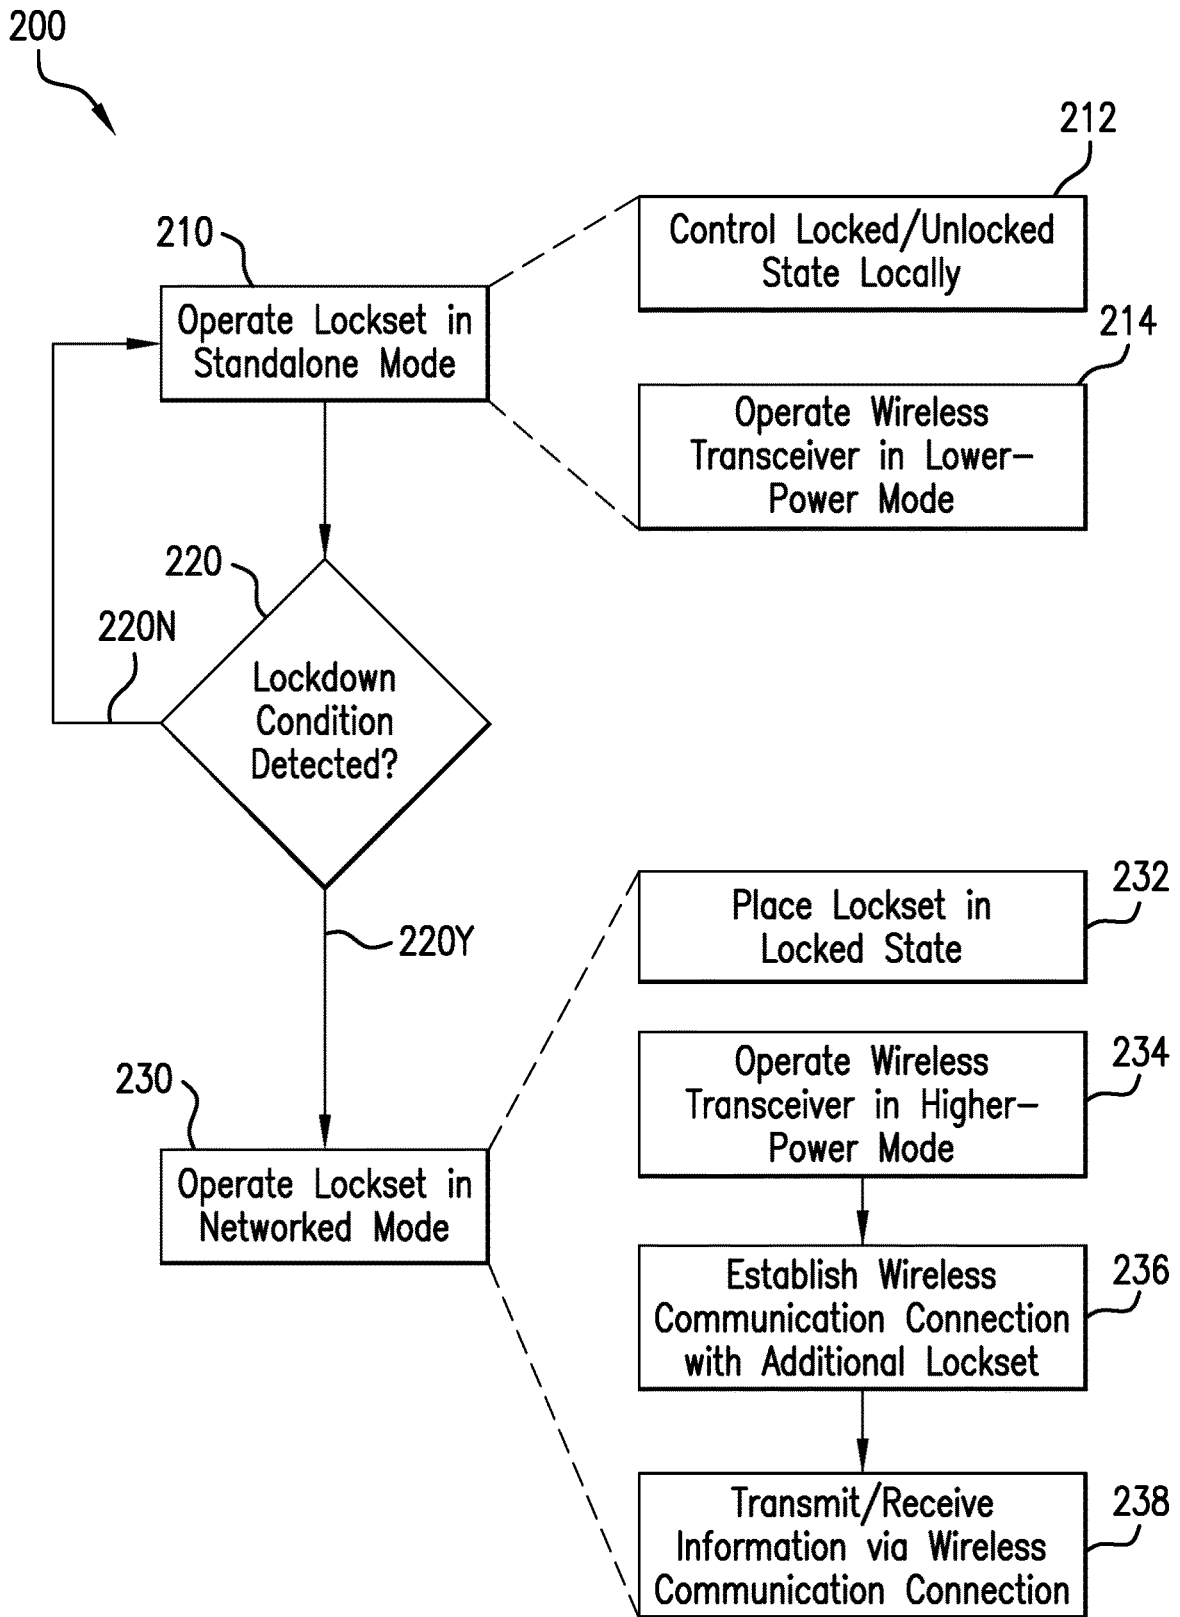 200
212
Control Locked/Unlocked
State Locally
210
Operate Lockset in
Standalone Mode
214
Operate Wireless
Transceiver in Lower-
Power Mode
220
220N
Lockdown
Condition
Detected?
220Y
232
Place Lockset in
Locked State
234
Operate Wireless
Transceiver in Higher-
Power Mode
230
Operate Lockset in
Networked Mode
236
Establish Wireless
Communication Connection
with Additional Lockset
238
Transmit/Receive
Information via Wireless
Communication Connection